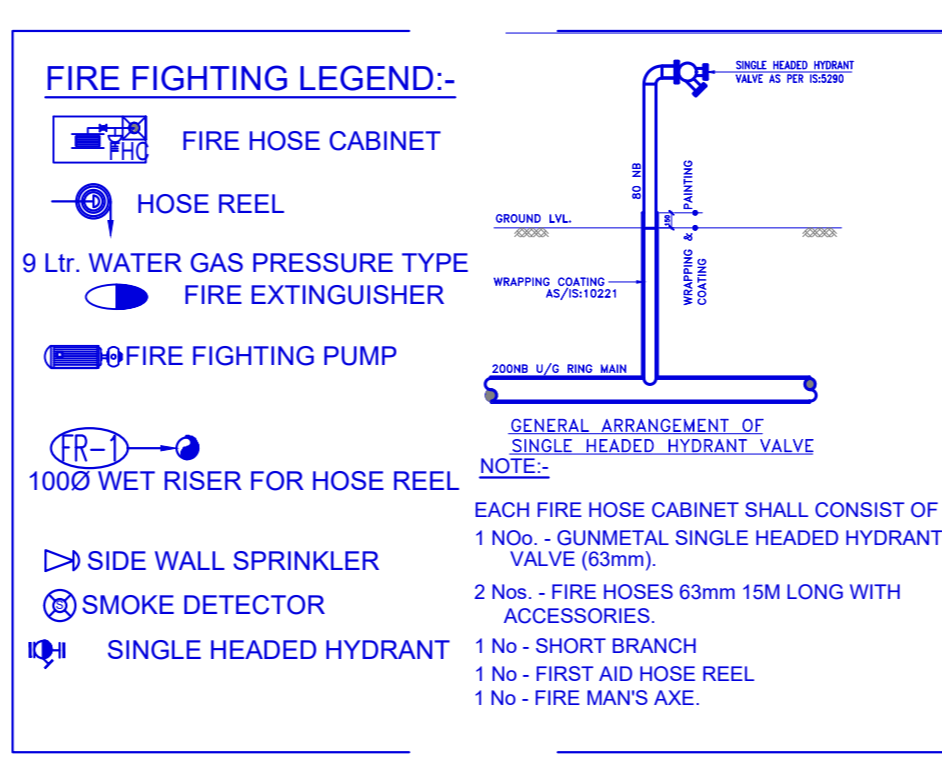 FIRE FIGHTING LEGEND:-
FHC
FIRE HOSE CABINET
HOSE REEL
9 Ltr. WATER GAS PRESSURE TYPE
FIRE EXTINGUISHER
FIRE FIGHTING PUMP
FR-1
100Ø WET RISER FOR HOSE REEL
SIDE WALL SPRINKLER
S
SMOKE DETECTOR
SINGLE HEADED HYDRANT
SINGLE HEADED HYDRANT
VALVE AS PER IS:5290
80 NB
PAINTING
GROUND LVL.
150
WRAPPING COATING
AS/IS:10221
WRAPPING &
COATING
200NB U/G RING MAIN
GENERAL ARRANGEMENT OF
SINGLE HEADED HYDRANT VALVE
NOTE:-
EACH FIRE HOSE CABINET SHALL CONSIST OF
1 NOo. - GUNMETAL SINGLE HEADED HYDRANT
VALVE (63mm).
2 Nos. - FIRE HOSES 63mm 15M LONG WITH
ACCESSORIES.
1 No - SHORT BRANCH
1 No - FIRST AID HOSE REEL
1 No - FIRE MAN'S AXE.